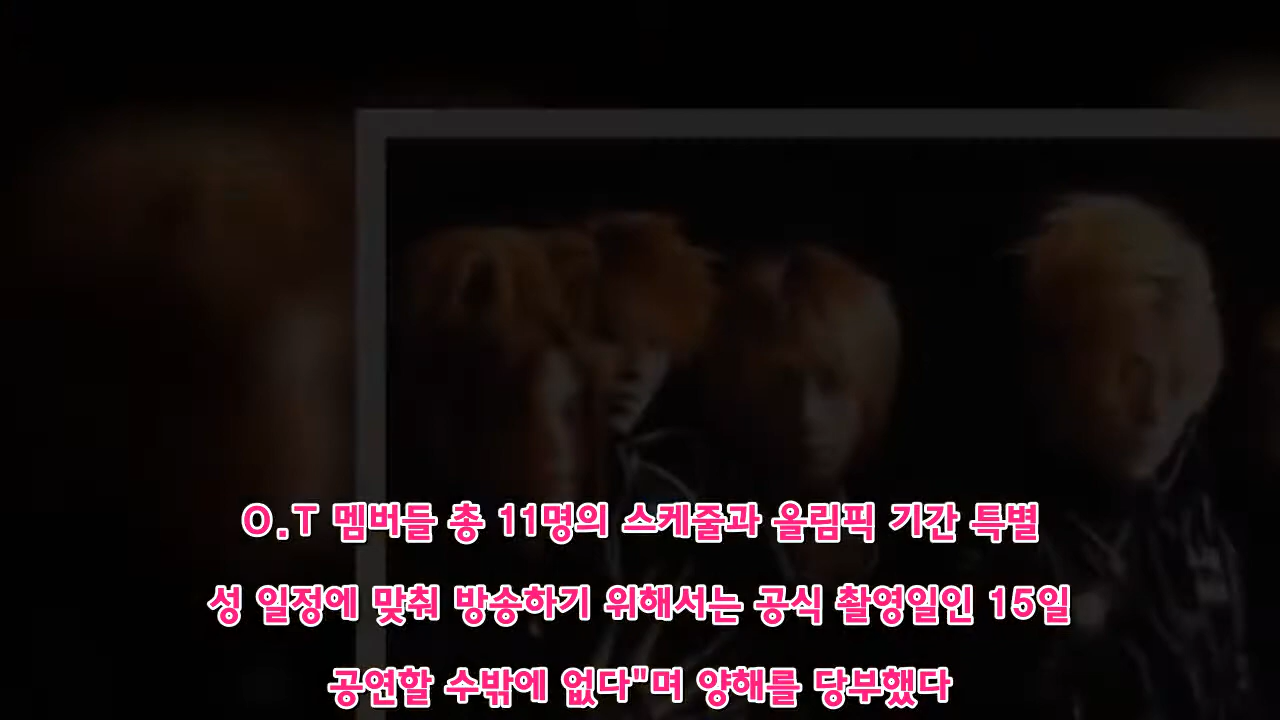 O.T 멤버들 총 11명의 스케줄과 올림픽 기간 특별
성 일정에 맞춰 방송하기 위해서는 공식 촬영일인 15일
공연할 수밖에 없다"며 양해를 당부했다